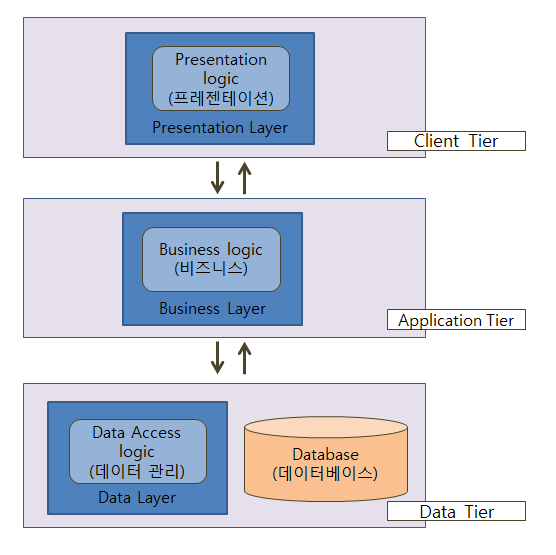 Presentation
logic
(프레젠테이션)
Presentation Layer
Client Tier
Business logic
(비즈니스)
Business Layer
Application Tier
Data Access
logic
(데이터 관리)
Data Layer
Database
(데이터베이스)
Data Tier